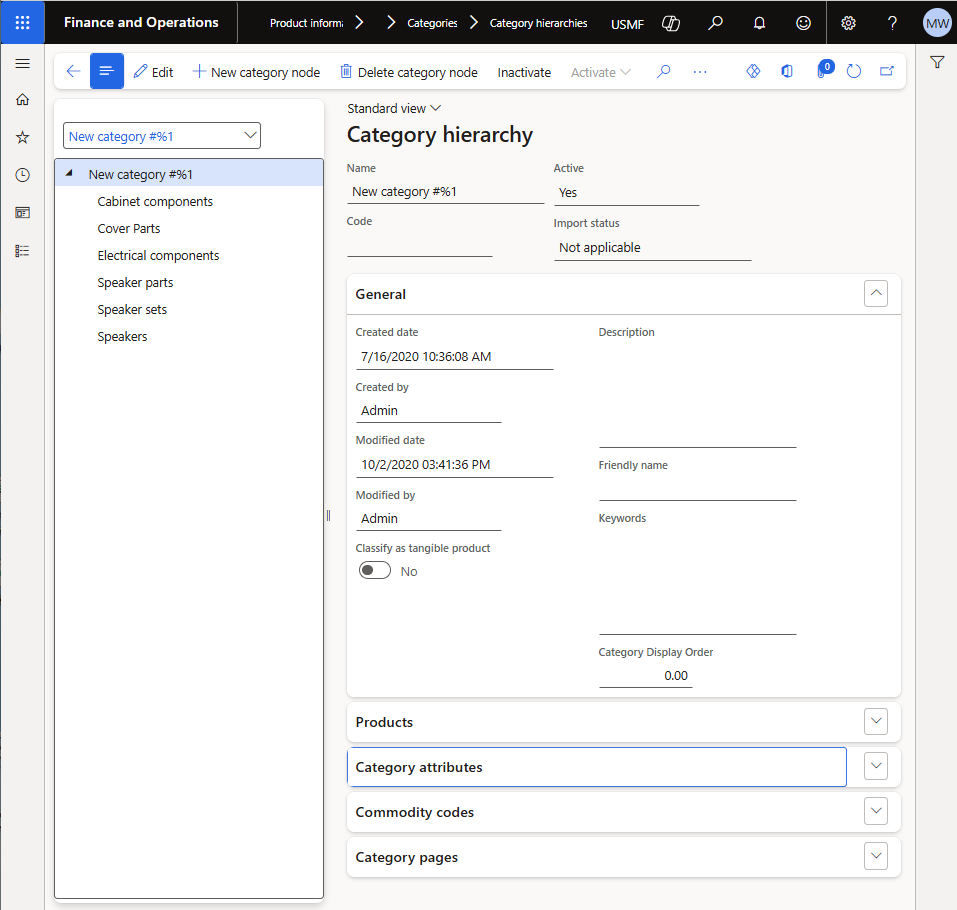 Finance and Operations
Product informa
Categories
Category hierarchies
USMF
?
MW
Edit
New category node
Delete category node
Inactivate
Activate
...
0
New category #%1
New category #%1
Cabinet components
Cover Parts
Electrical components
Speaker parts
Speaker sets
Speakers
Standard view
Category hierarchy
Name
Active
New category #%1
Yes
Code
Import status
Not applicable
General
Created date
Description
7/16/2020 10:36:08 AM
Created by
Admin
Modified date
10/2/2020 03:41:36 PM
Friendly name
Modified by
Admin
Keywords
Classify as tangible product
No
Category Display Order
0.00
Products
Category attributes
Commodity codes
Category pages